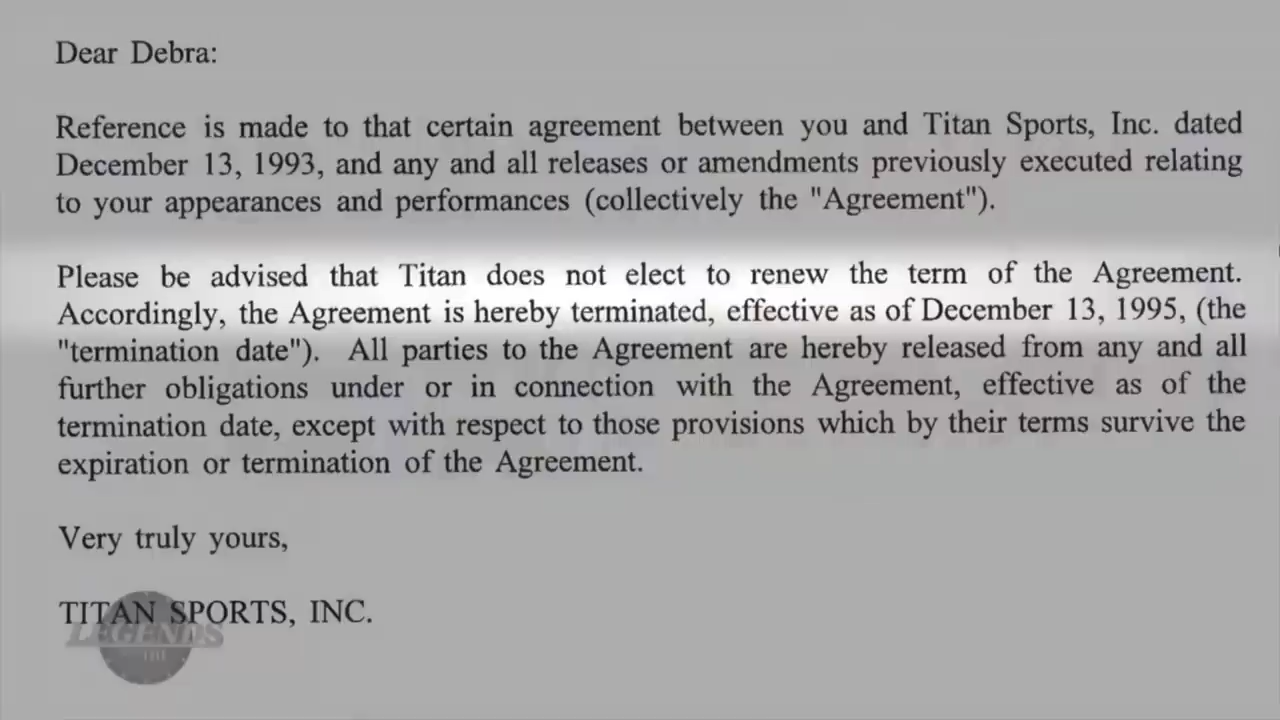 Dear Debra:
Reference is made to that certain agreement between you and Titan Sports, Inc. dated
December 13, 1993, and any and all releases or amendments previously executed relating
to your appearances and performances (collectively the "Agreement").
Please be advised that Titan does not elect to renew the term of the Agreement.
Accordingly, the Agreement is hereby terminated, effective as of December 13, 1995, (the
"termination date"). All parties to the Agreement are hereby released from any and all
further obligations under or in connection with the Agreement, effective as of the
termination date, except with respect to those provisions which by their terms survive the
expiration or termination of the Agreement.
Very truly yours,
TITAN SPORTS, INC.
LEGENDS